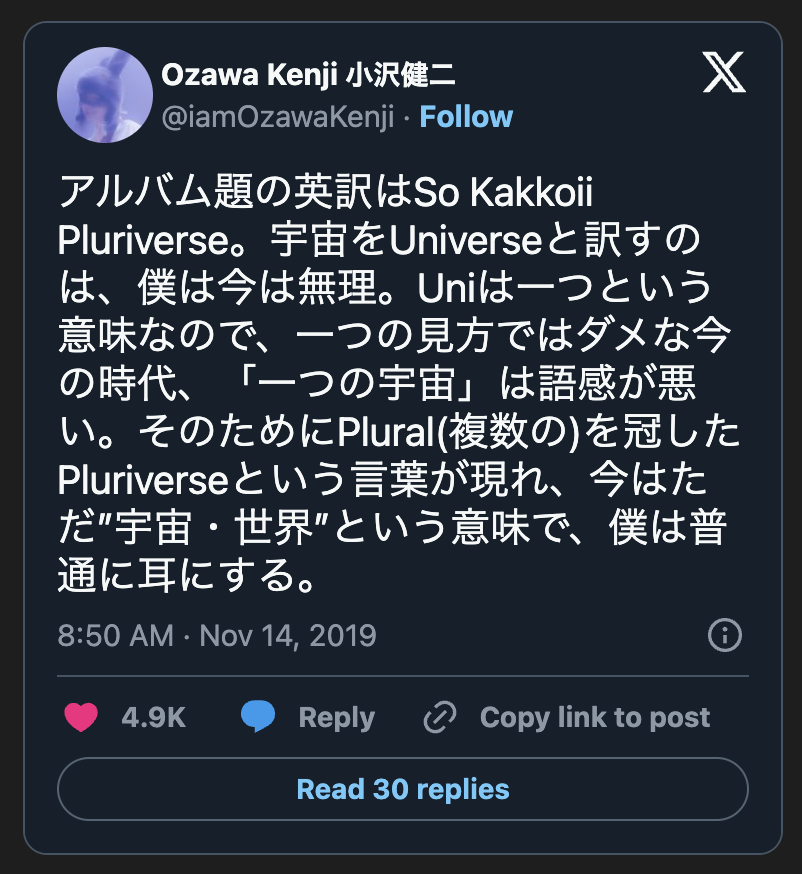 Ozawa Kenji 小沢健二
@iamOzawaKenji · Follow
アルバム題の英訳はSo Kakkoii
Pluriverse。宇宙をUniverseと訳すの
は、僕は今は無理。Uniは一つという
意味なので、一つの見方ではダメな今
の時代、「一つの宇宙」は語感が悪
い。そのためにPlural(複数の)を冠した
Pluriverseという言葉が現れ、今はた
だ”宇宙・世界”という意味で、僕は普
通に耳にする。
8:50 AM · Nov 14, 2019
4.9K Reply Copy link to post
Read 30 replies